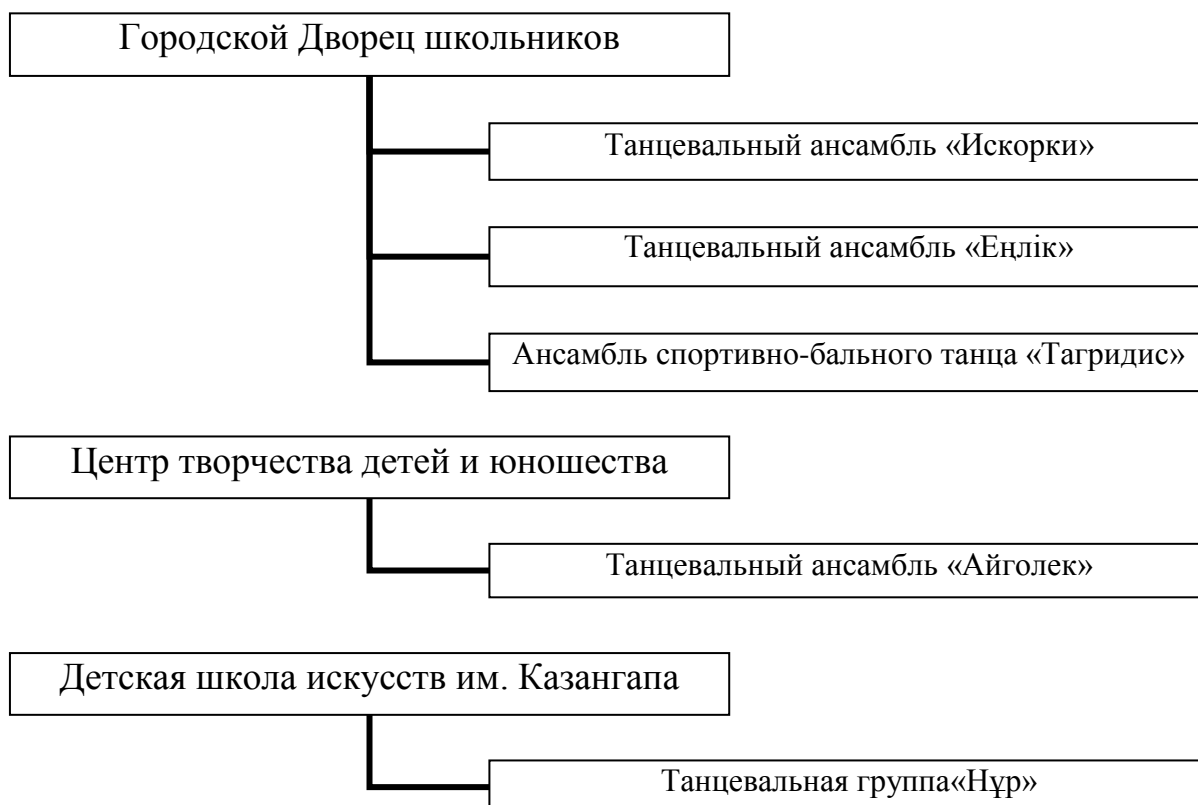 Городской Дворец школьников
Танцевальный ансамбль «Искорки»
Танцевальный ансамбль «Еңлік»
Ансамбль спортивно-бального танца «Тагридис»
Центр творчества детей и юношества
Танцевальный ансамбль «Айголек»
Детская школа искусств им. Казангапа
Танцевальная группа«Нұр»